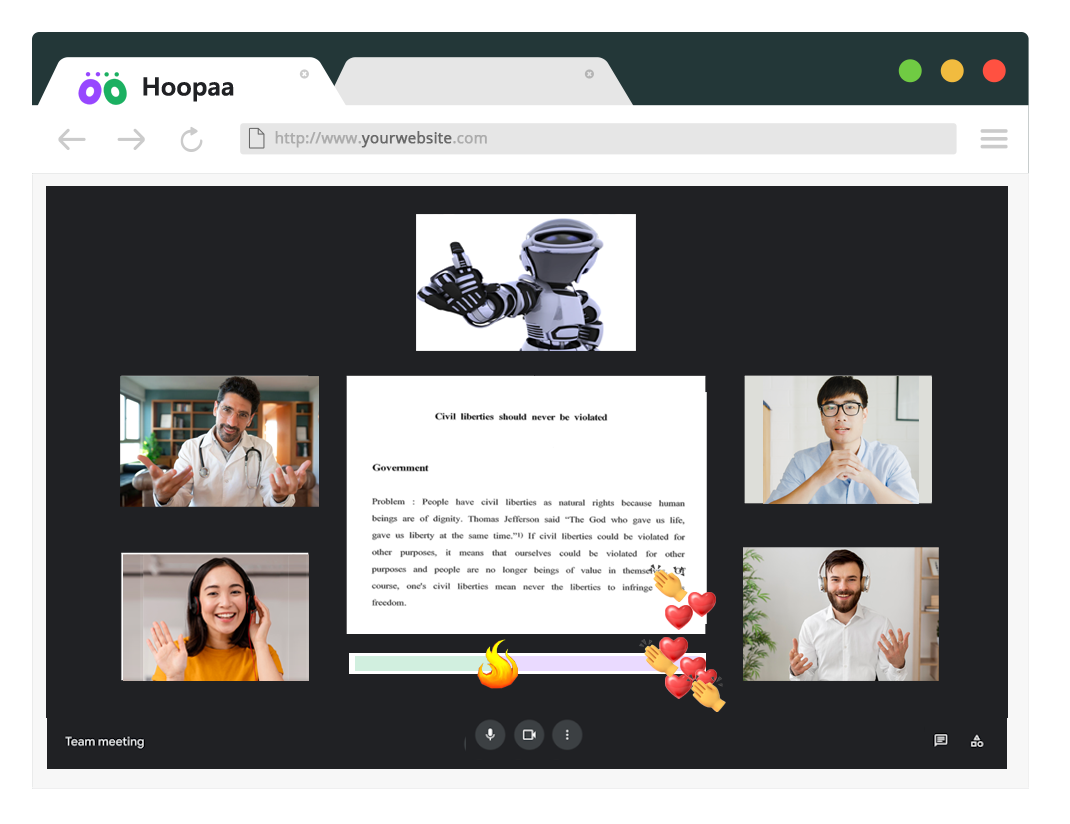 Hoopaa
http://www.yourwebsite.com
Civil liberties should never be violated
Government
Problem : People have civil liberties as natural rights because human
beings are of dignity. Thomas Jefferson said “The God who gave us life,
gave us liberty at the same time.”1) If civil liberties could be violated for
other purposes, it means that ourselves could be violated for other
purposes and people are no longer beings of value in themselves. Of
course, one's civil liberties mean never the liberties to infringe
freedom.
Team meeting